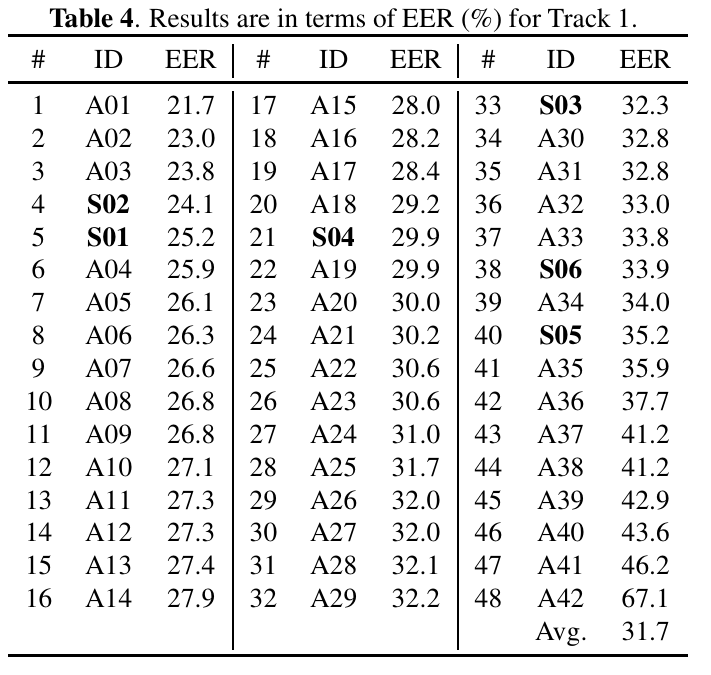 Table 4. Results are in terms of EER (%) for Track 1.
# ID EER # ID EER # ID EER
1 A01 21.7 17 A15 28.0 33 S03 32.3
2 A02 23.0 18 A16 28.2 34 A30 32.8
3 A03 23.8 19 A17 28.4 35 A31 32.8
4 S02 24.1 20 A18 29.2 36 A32 33.0
5 S01 25.2 21 S04 29.9 37 A33 33.8
6 A04 25.9 22 A19 29.9 38 S06 33.9
7 A05 26.1 23 A20 30.0 39 A34 34.0
8 A06 26.3 24 A21 30.2 40 S05 35.2
9 A07 26.6 25 A22 30.6 41 A35 35.9
10 A08 26.8 26 A23 30.6 42 A36 37.7
11 A09 26.8 27 A24 31.0 43 A37 41.2
12 A10 27.1 28 A25 31.7 44 A38 41.2
13 A11 27.3 29 A26 32.0 45 A39 42.9
14 A12 27.3 30 A27 32.0 46 A40 43.6
15 A13 27.4 31 A28 32.1 47 A41 46.2
16 A14 27.9 32 A29 32.2 48 A42 67.1
Avg. 31.7